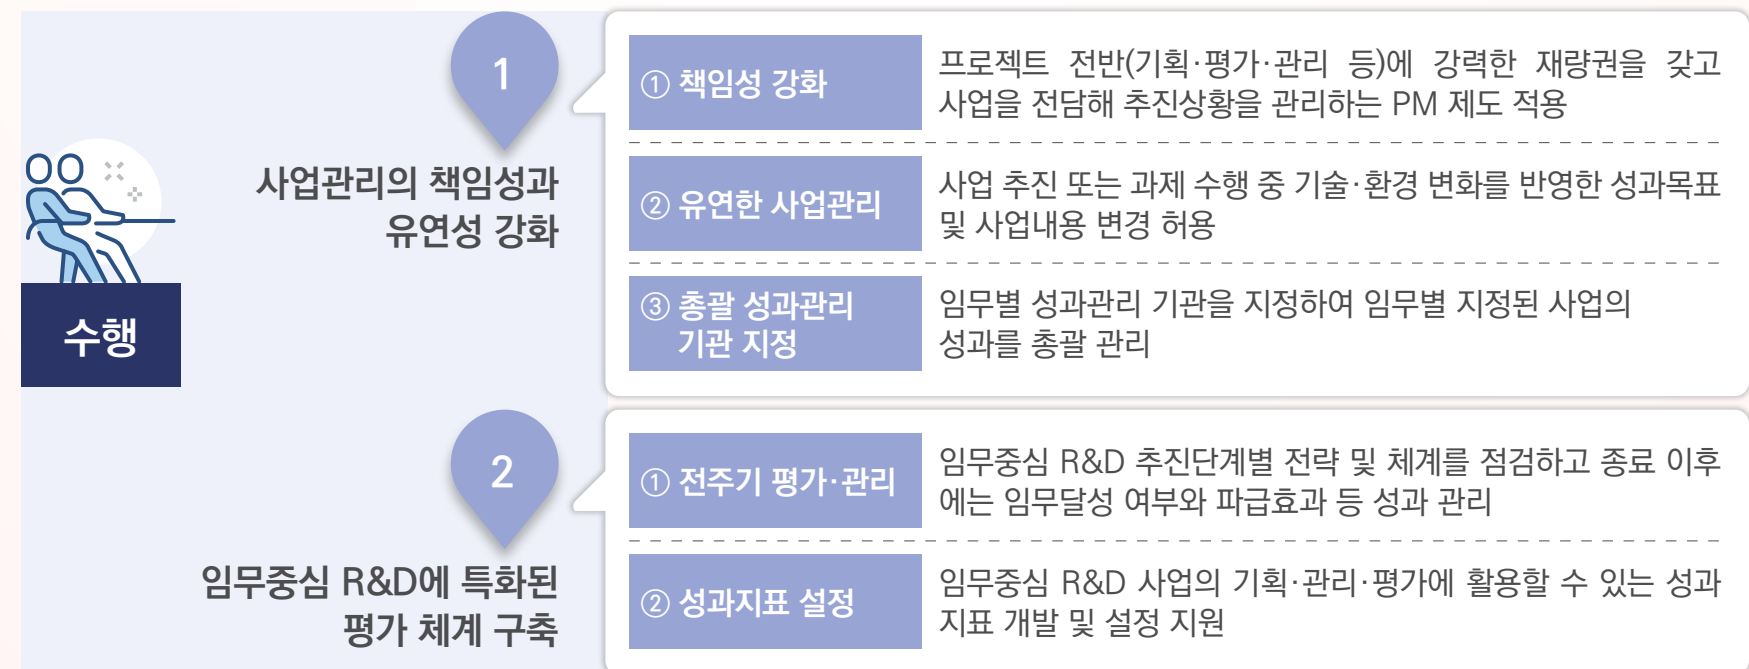 수행
1
사업관리의 책임성과
유연성 강화
① 책임성 강화
프로젝트 전반(기획·평가·관리 등)에 강력한 재량권을 갖고
사업을 전담해 추진상황을 관리하는 PM 제도 적용
② 유연한 사업관리
사업 추진 또는 과제 수행 중 기술·환경 변화를 반영한 성과목표
및 사업내용 변경 허용
③ 총괄 성과관리
기관 지정
임무별 성과관리 기관을 지정하여 임무별 지정된 사업의
성과를 총괄 관리
2
임무중심 R&D에 특화된
평가 체계 구축
① 전주기 평가·관리
임무중심 R&D 추진단계별 전략 및 체계를 점검하고 종료 이후
에는 임무달성 여부와 파급효과 등 성과 관리
② 성과지표 설정
임무중심 R&D 사업의 기획·관리·평가에 활용할 수 있는 성과
지표 개발 및 설정 지원